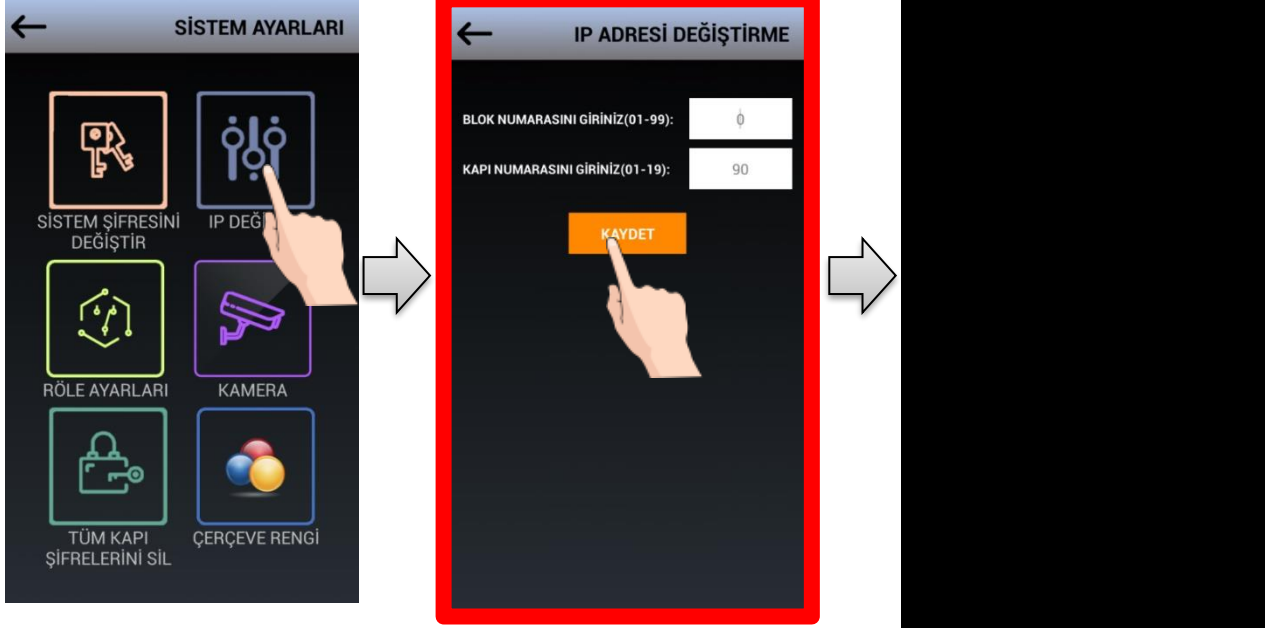 SİSTEM AYARLARI
SİSTEM ŞİFRESİNİ
DEĞİŞTİR
IP DEĞİ
RÖLE AYARLARI
KAMERA
TÜM KAPI
ŞİFRELERİNİ SİL
ÇERÇEVE RENGİ
IP ADRESİ DEĞİŞTİRME
BLOK NUMARASINI GİRİNİZ(01-99):
0
KAPI NUMARASINI GİRİNİZ(01-19):
90
KAYDET